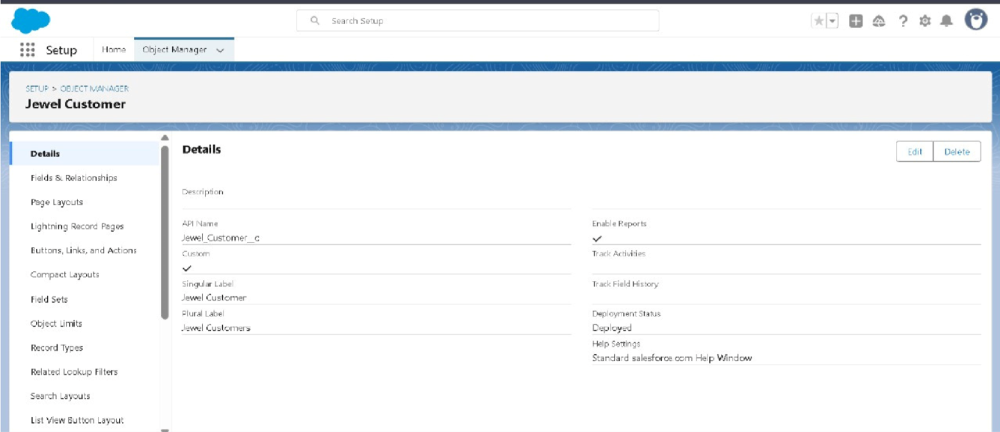 Search Setup
Setup
Home
Object Manager
SETUP > OBJECT MANAGER
Jewel Customer
Details
Fields & Relationships
Page Layouts
Lightning Record Pages
Buttons, Links, and Actions
Compact Layouts
Field Sets
Object Limits
Record Types
Related Lookup Filters
Search Layouts
List View Button Layout
Details
Edit
Delete
Description
API Name
Jewel_Customer__c
Custom
Singular Label
Jewel Customer
Plural Label
Jewel Customers
Enable Reports
Track Activities
Track Field History
Deployment Status
Deployed
Help Settings
Standard salesforce.com Help Window